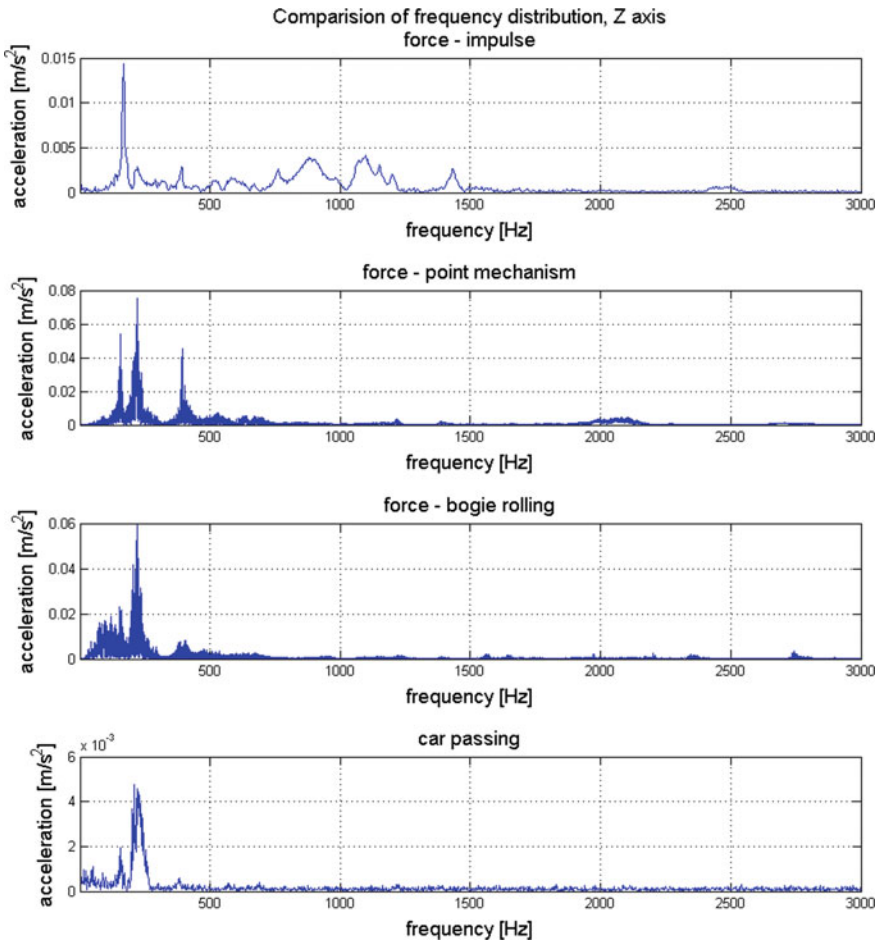 Comparision of frequency distribution, Z axis
force - impulse
acceleration [m/s²]
0.015
0.01
0.005
0
500 1000 1500 2000 2500 3000
frequency [Hz]
force - point mechanism
acceleration [m/s²]
0.08
0.06
0.04
0.02
0
500 1000 1500 2000 2500 3000
frequency [Hz]
force - bogie rolling
acceleration [m/s²]
0.06
0.04
0.02
0
500 1000 1500 2000 2500 3000
frequency [Hz]
car passing
x 10⁻³
acceleration [m/s²]
6
4
2
0
500 1000 1500 2000 2500 3000
frequency [Hz]